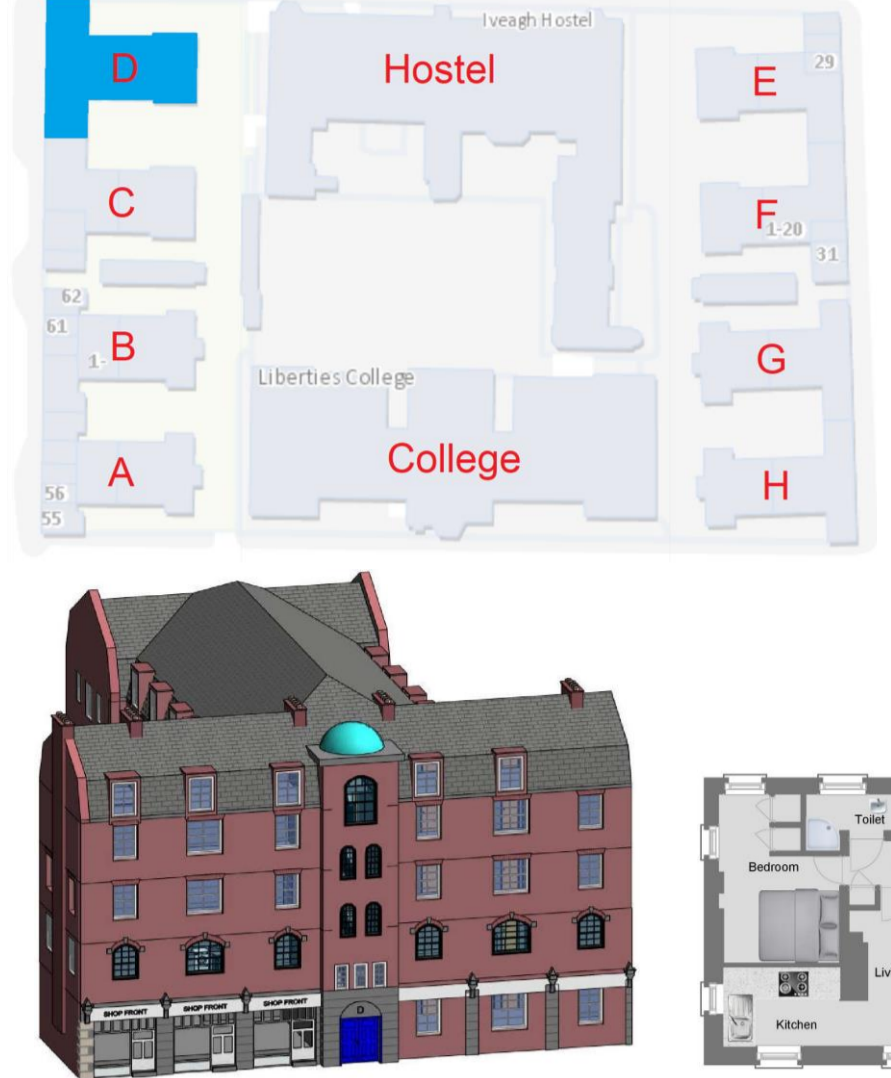 Iveagh Hostel
D
Hostel
E
29
C
F
1-20
31
62
61
B
1-
G
Liberties College
A
College
H
56
55
SHOP FRONT
SHOP FRONT
SHOP FRONT
D
Toilet
Bedroom
Liv
Kitchen